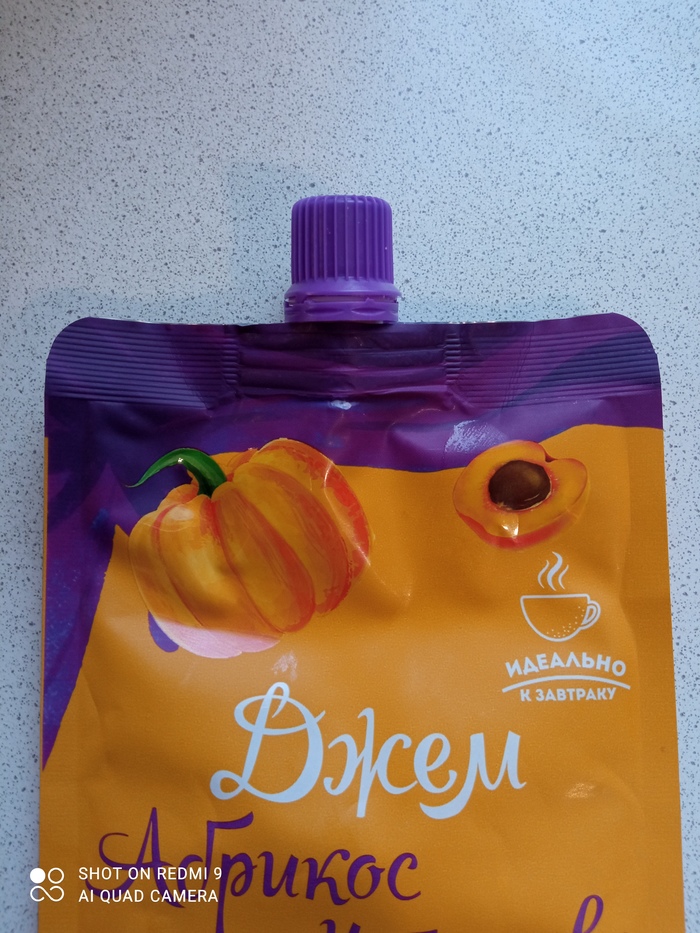 ИДЕАЛЬНО
К ЗАВТРАКУ
Джем
Абрикос
SHOT ON REDMI 9
AI QUAD CAMERA